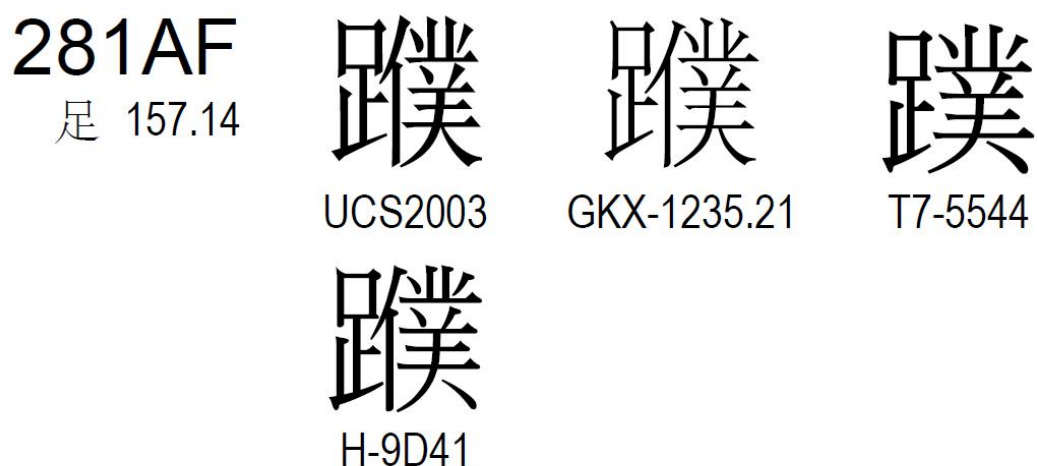 281AF
足 157.14
𨆯 𨆯 𨆯
UCS2003 GKX-1235.21 T7-5544
𨆯
H-9D41